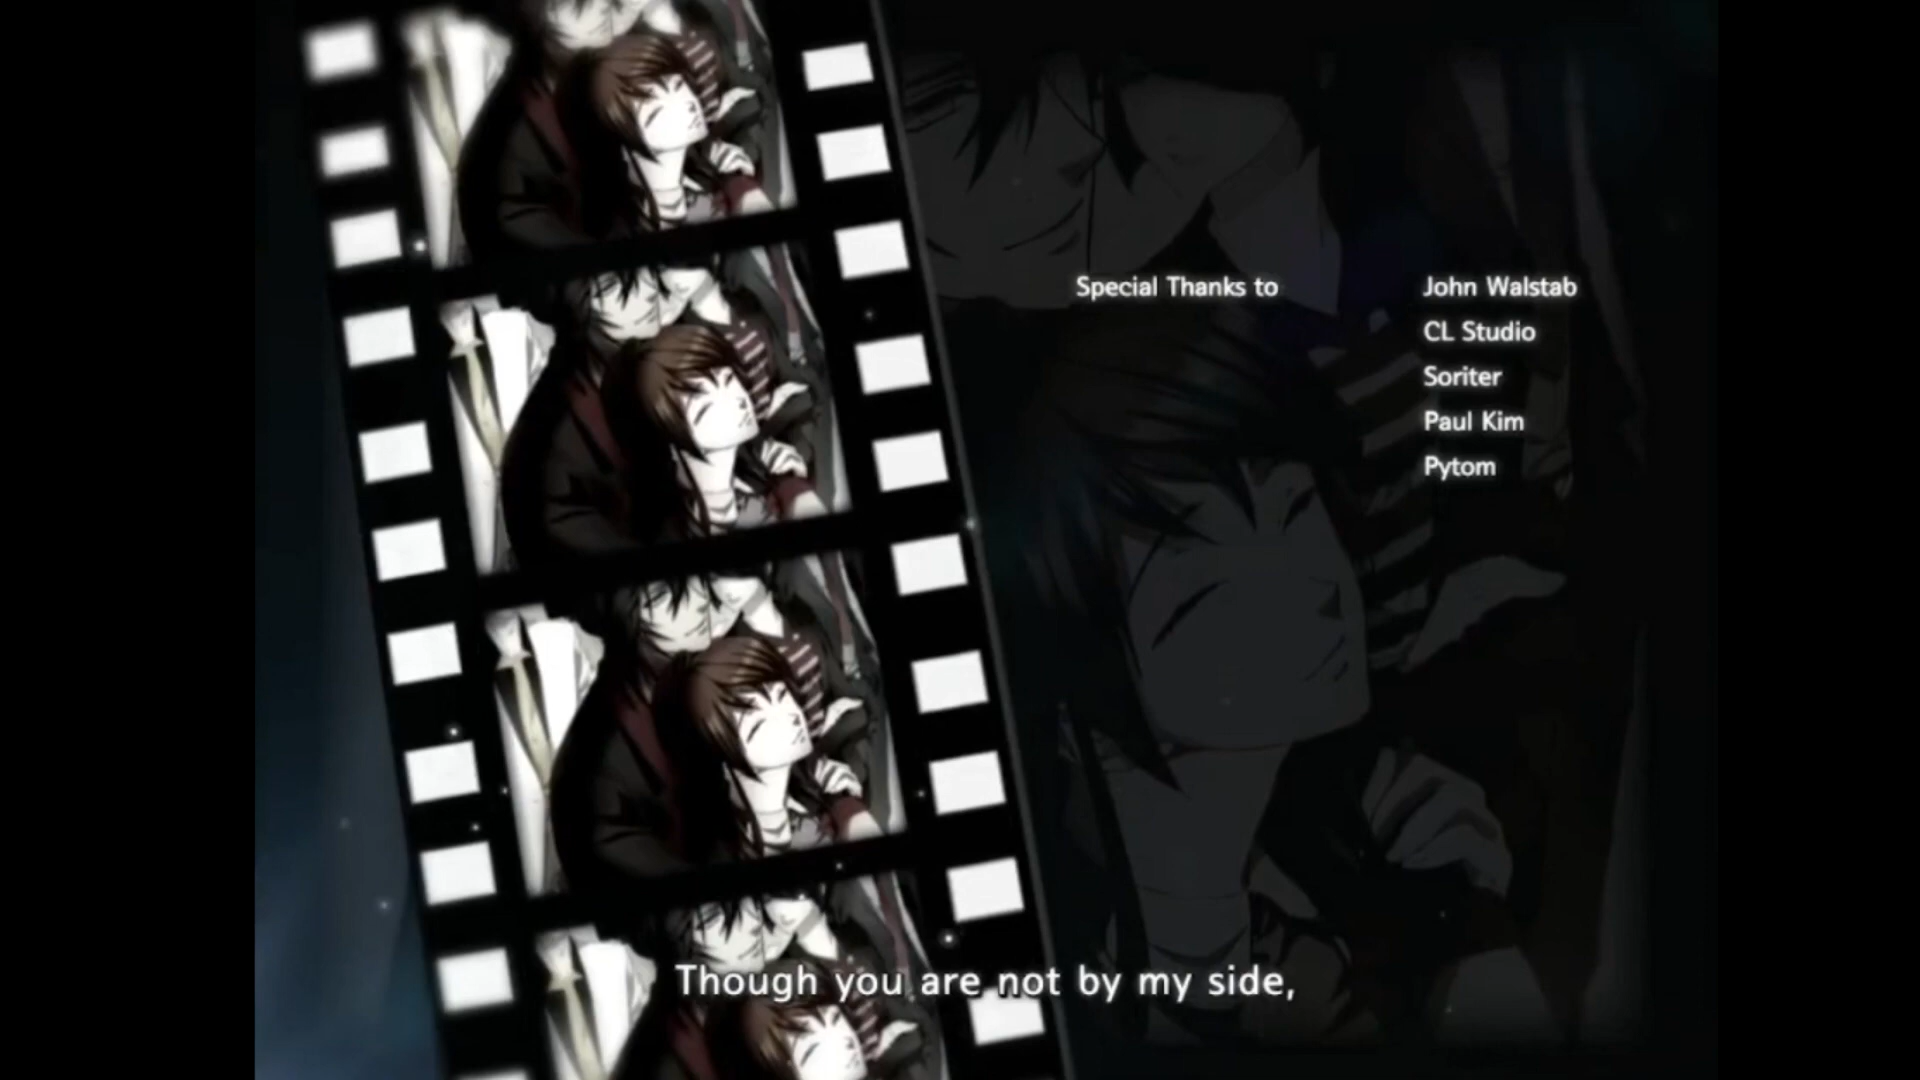 Special Thanks to John Walstab
CL Studio
Soriter
Paul Kim
Pytom
Though you are not by my side,